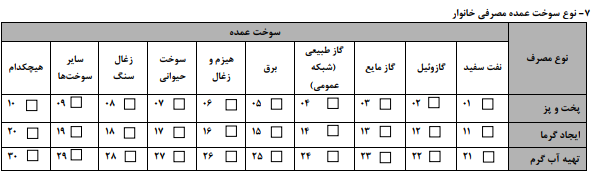 ۷- نوع سوخت عمده مصرفی خانوار
نوع مصرف سوخت عمده
نفت سفید گازوئیل گاز مایع گاز طبیعی (شبکه عمومی) برق هیزم و زغال سوخت حیوانی زغال سنگ سایر سوخت‌ها هیچکدام
پخت و پز ۰۱ ۰۲ ۰۳ ۰۴ ۰۵ ۰۶ ۰۷ ۰۸ ۰۹ ۱۰
ایجاد گرما ۱۱ ۱۲ ۱۳ ۱۴ ۱۵ ۱۶ ۱۷ ۱۸ ۱۹ ۲۰
تهیه آب گرم ۲۱ ۲۲ ۲۳ ۲۴ ۲۵ ۲۶ ۲۷ ۲۸ ۲۹ ۳۰